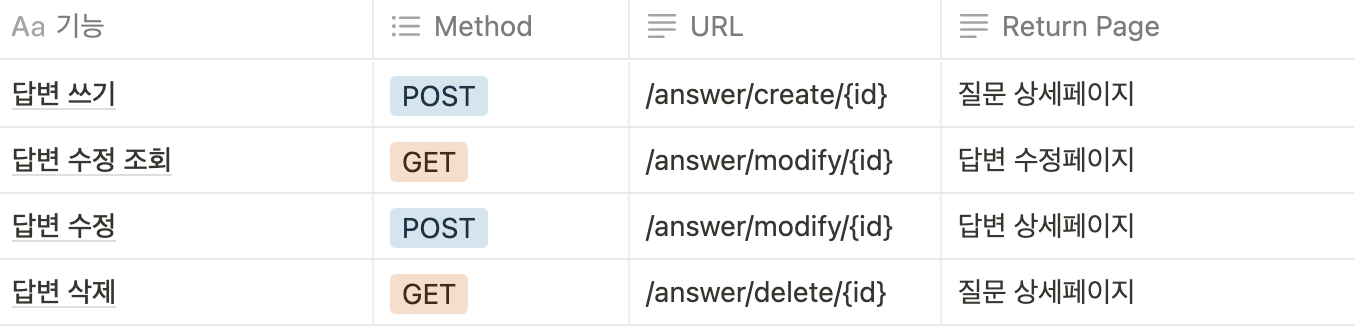 Aa 기능 Method URL Return Page
답변 쓰기 POST /answer/create/{id} 질문 상세페이지
답변 수정 조회 GET /answer/modify/{id} 답변 수정페이지
답변 수정 POST /answer/modify/{id} 답변 상세페이지
답변 삭제 GET /answer/delete/{id} 질문 상세페이지